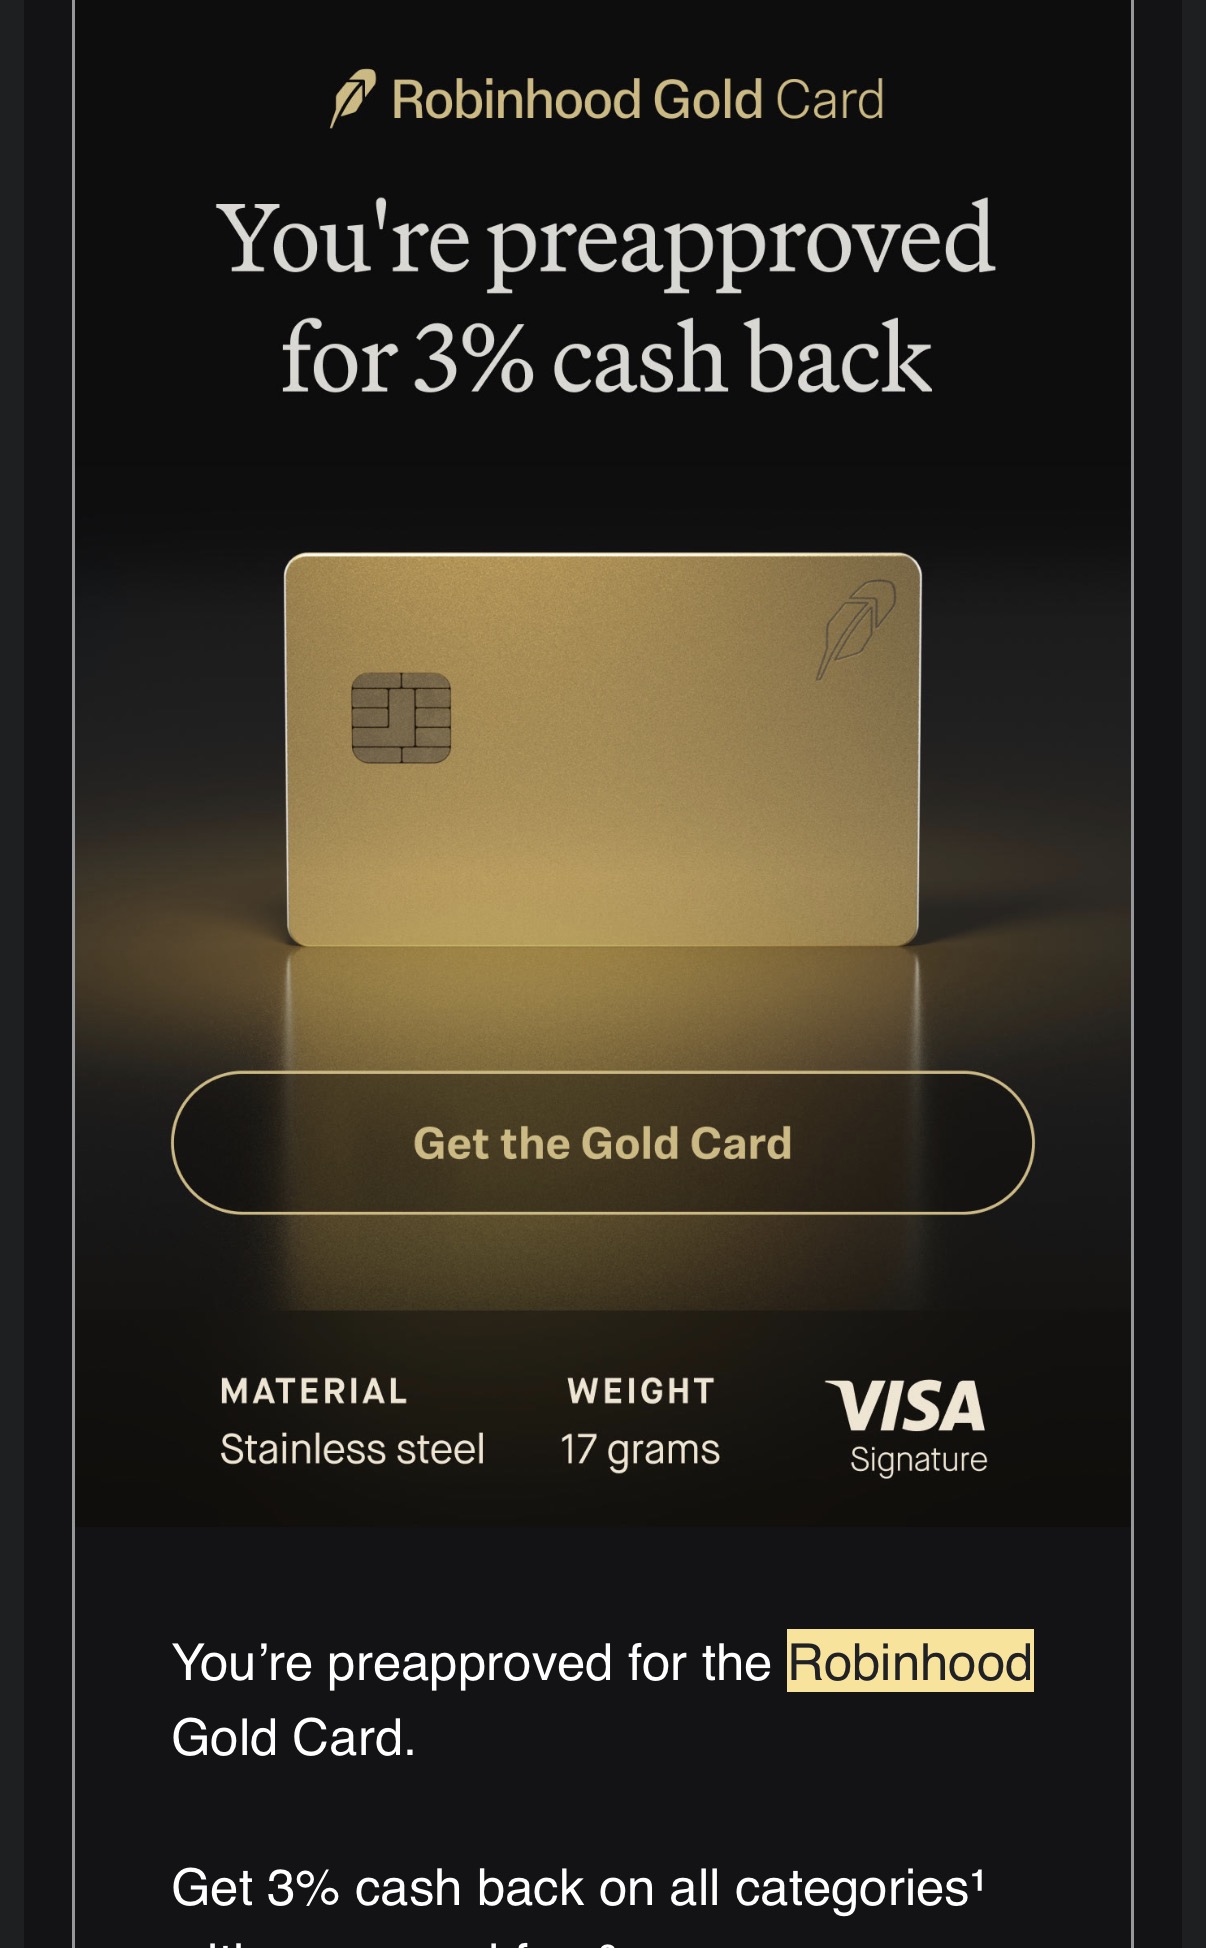 Robinhood Gold Card
You're preapproved
for 3% cash back
Get the Gold Card
MATERIAL
Stainless steel
WEIGHT
17 grams
VISA
Signature
You’re preapproved for the Robinhood
Gold Card.
Get 3% cash back on all categories¹